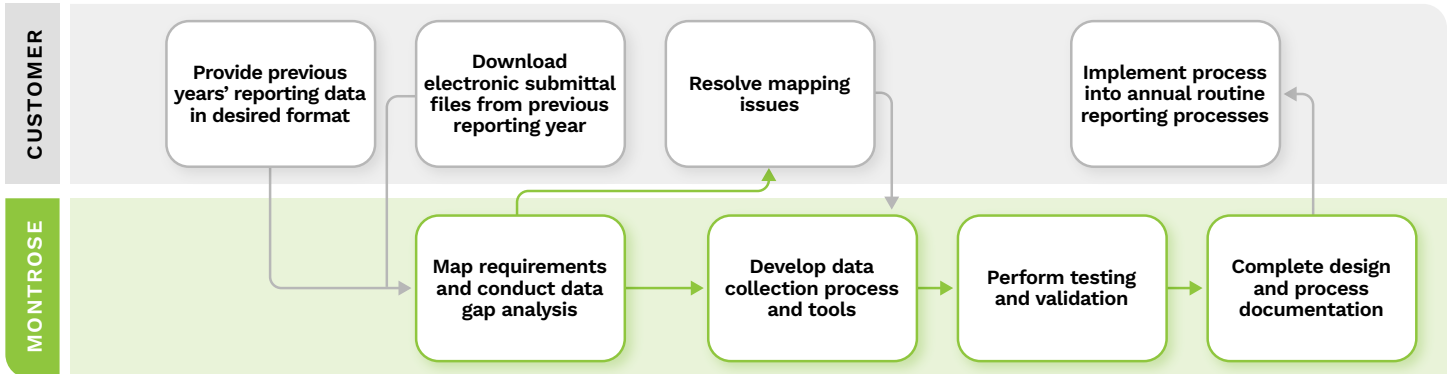 CUSTOMER
Provide previous
years’ reporting data
in desired format
Download
electronic submittal
files from previous
reporting year
Resolve mapping
issues
Implement process
into annual routine
reporting processes
MONTROSE
Map requirements
and conduct data
gap analysis
Develop data
collection process
and tools
Perform testing
and validation
Complete design
and process
documentation